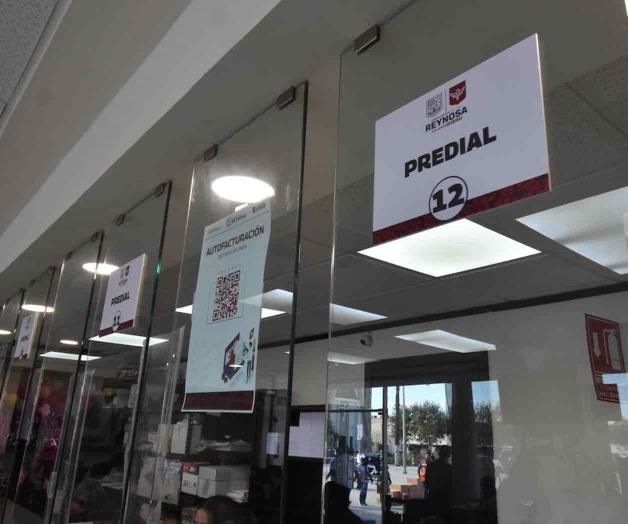 REYNOSA
PREDIAL
12
AUTOFACTURACIÓN
PREDIAL
11